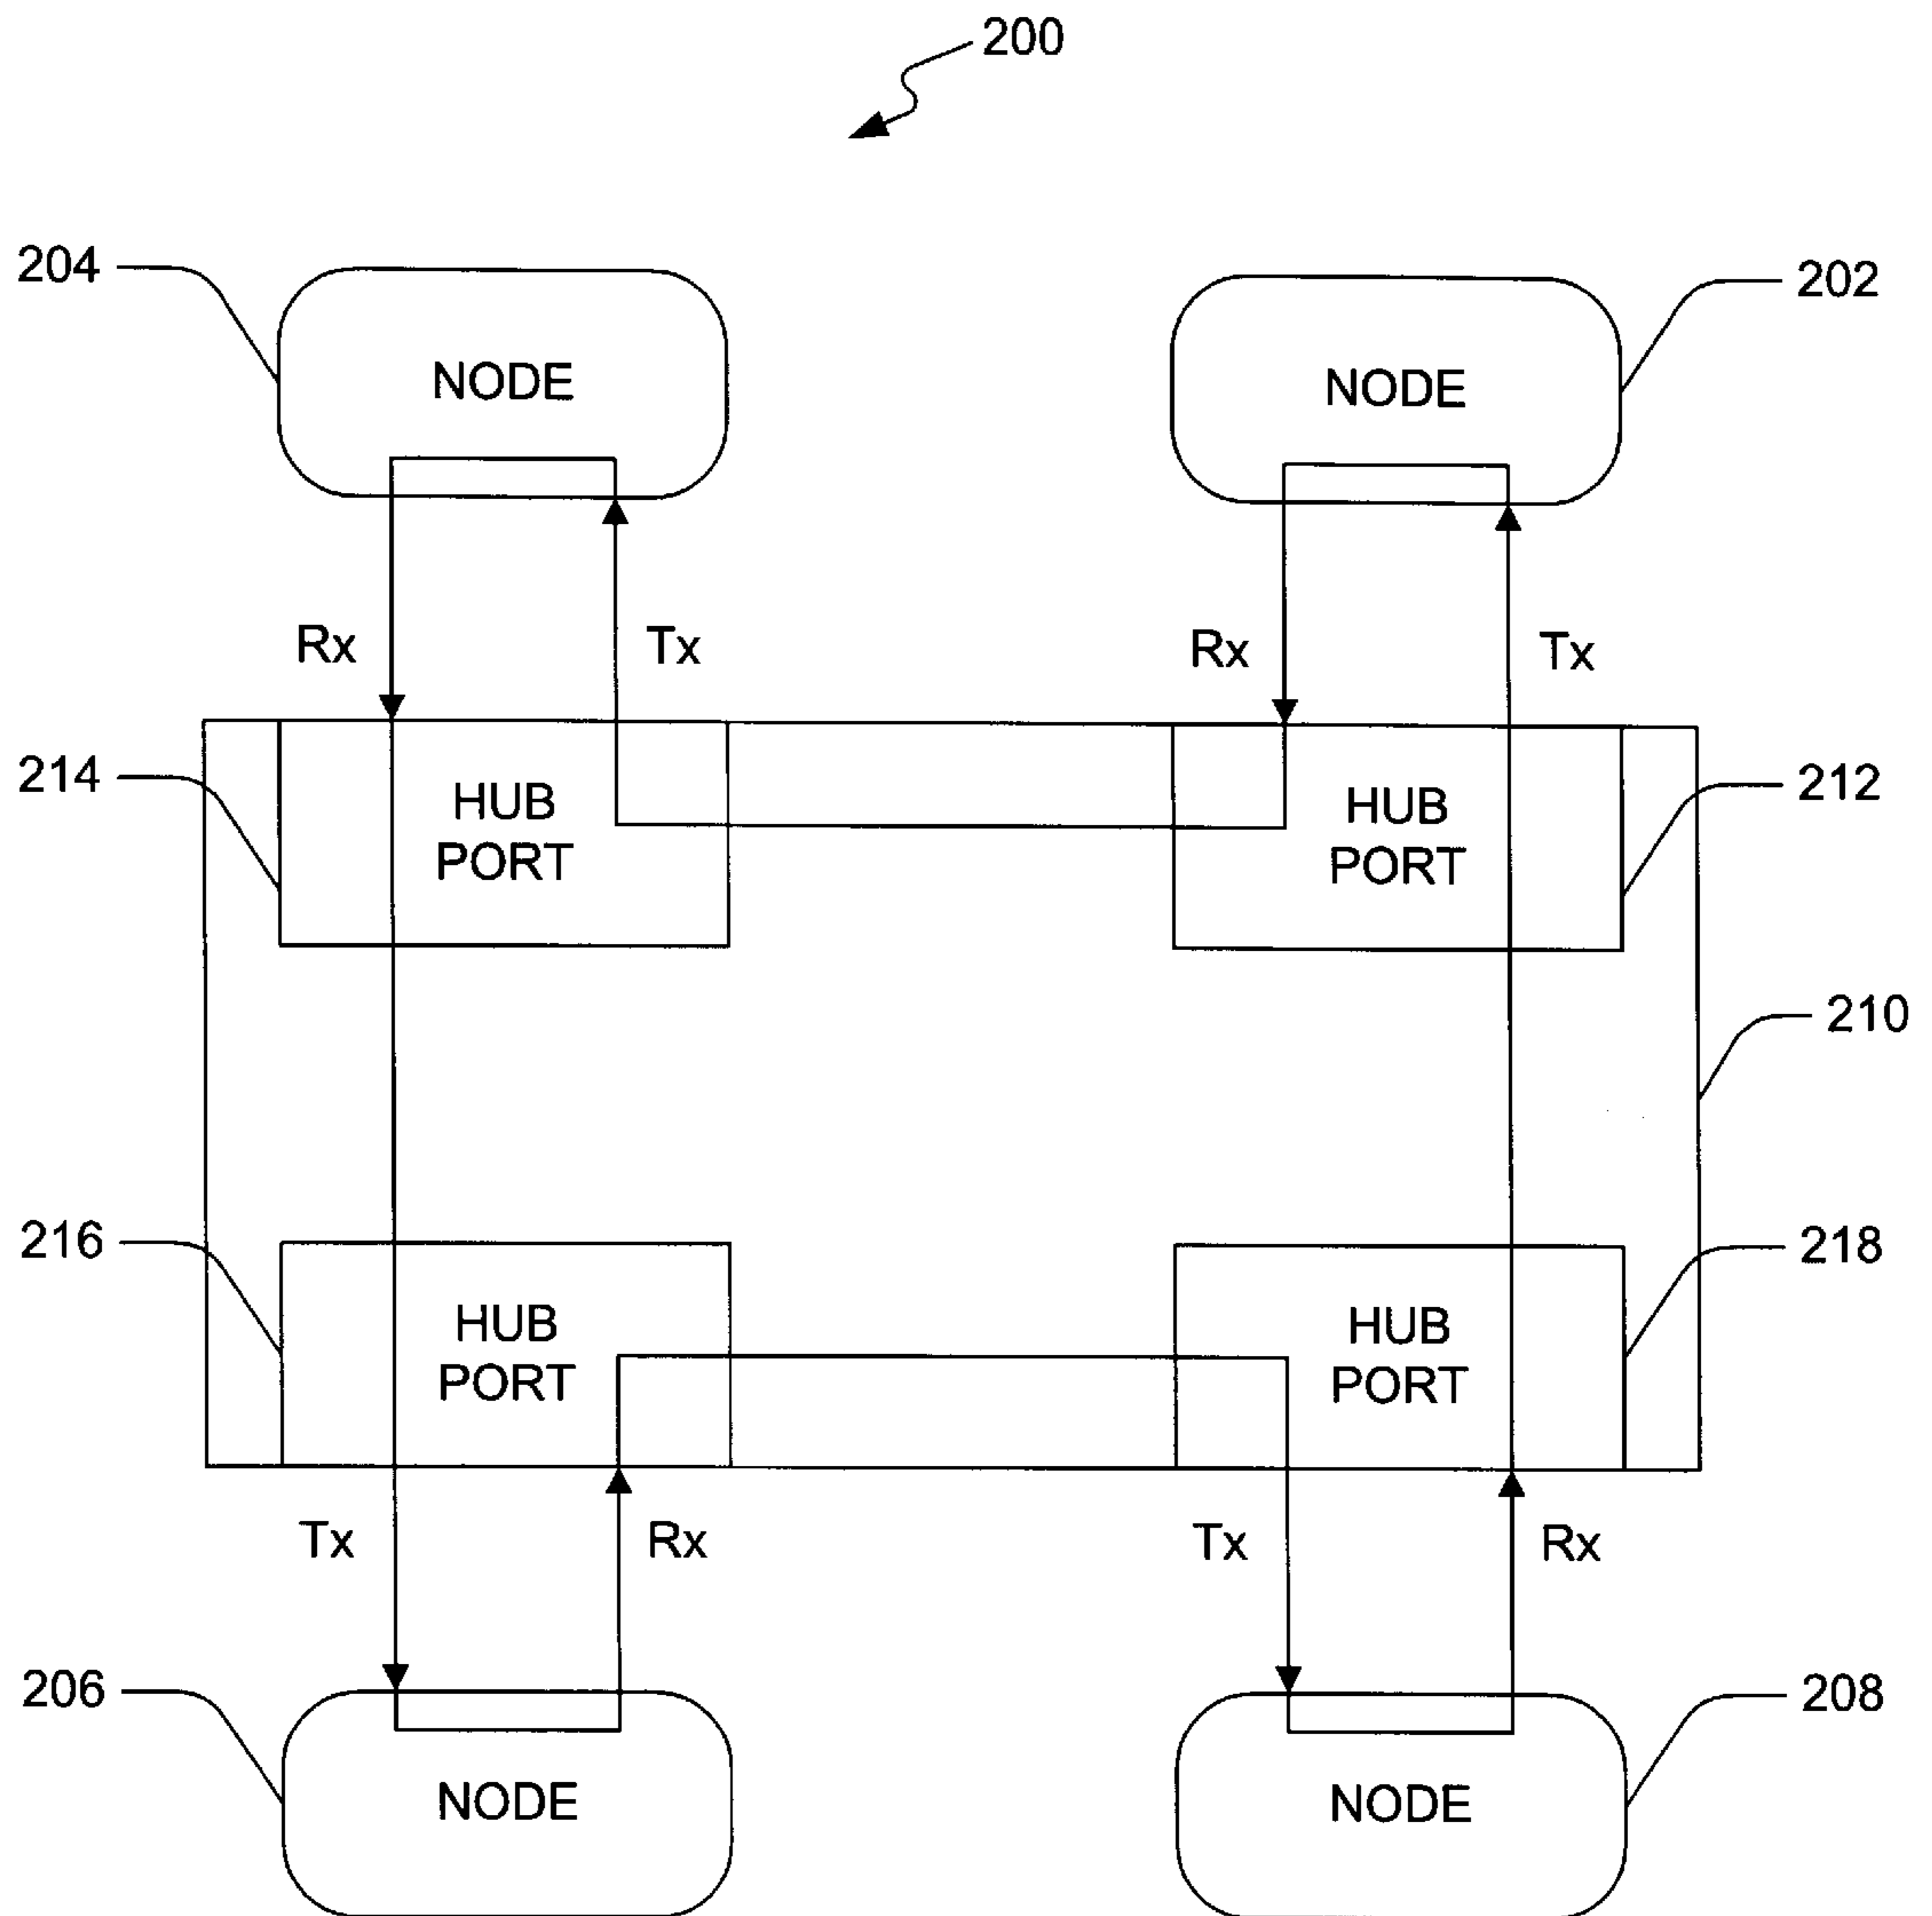 200
204
202
NODE
NODE
Rx
Tx
Rx
Tx
214
HUB
PORT
HUB
PORT
212
210
216
HUB
PORT
HUB
PORT
218
Tx
Rx
Tx
Rx
206
NODE
NODE
208